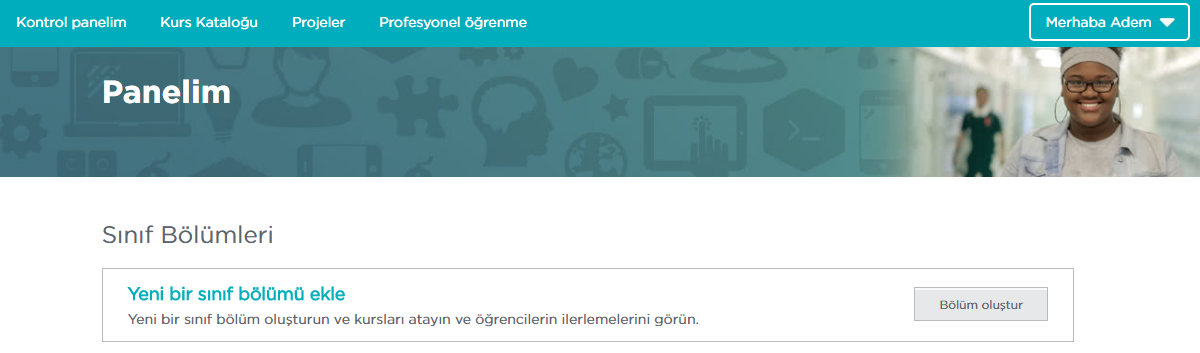 Kontrol panelim Kurs Kataloğu Projeler Profesyonel öğrenme Merhaba Adem
Panelim
Sınıf Bölümleri
Yeni bir sınıf bölümü ekle
Yeni bir sınıf bölüm oluşturun ve kursları atayın ve öğrencilerin ilerlemelerini görün.
Bölüm oluştur